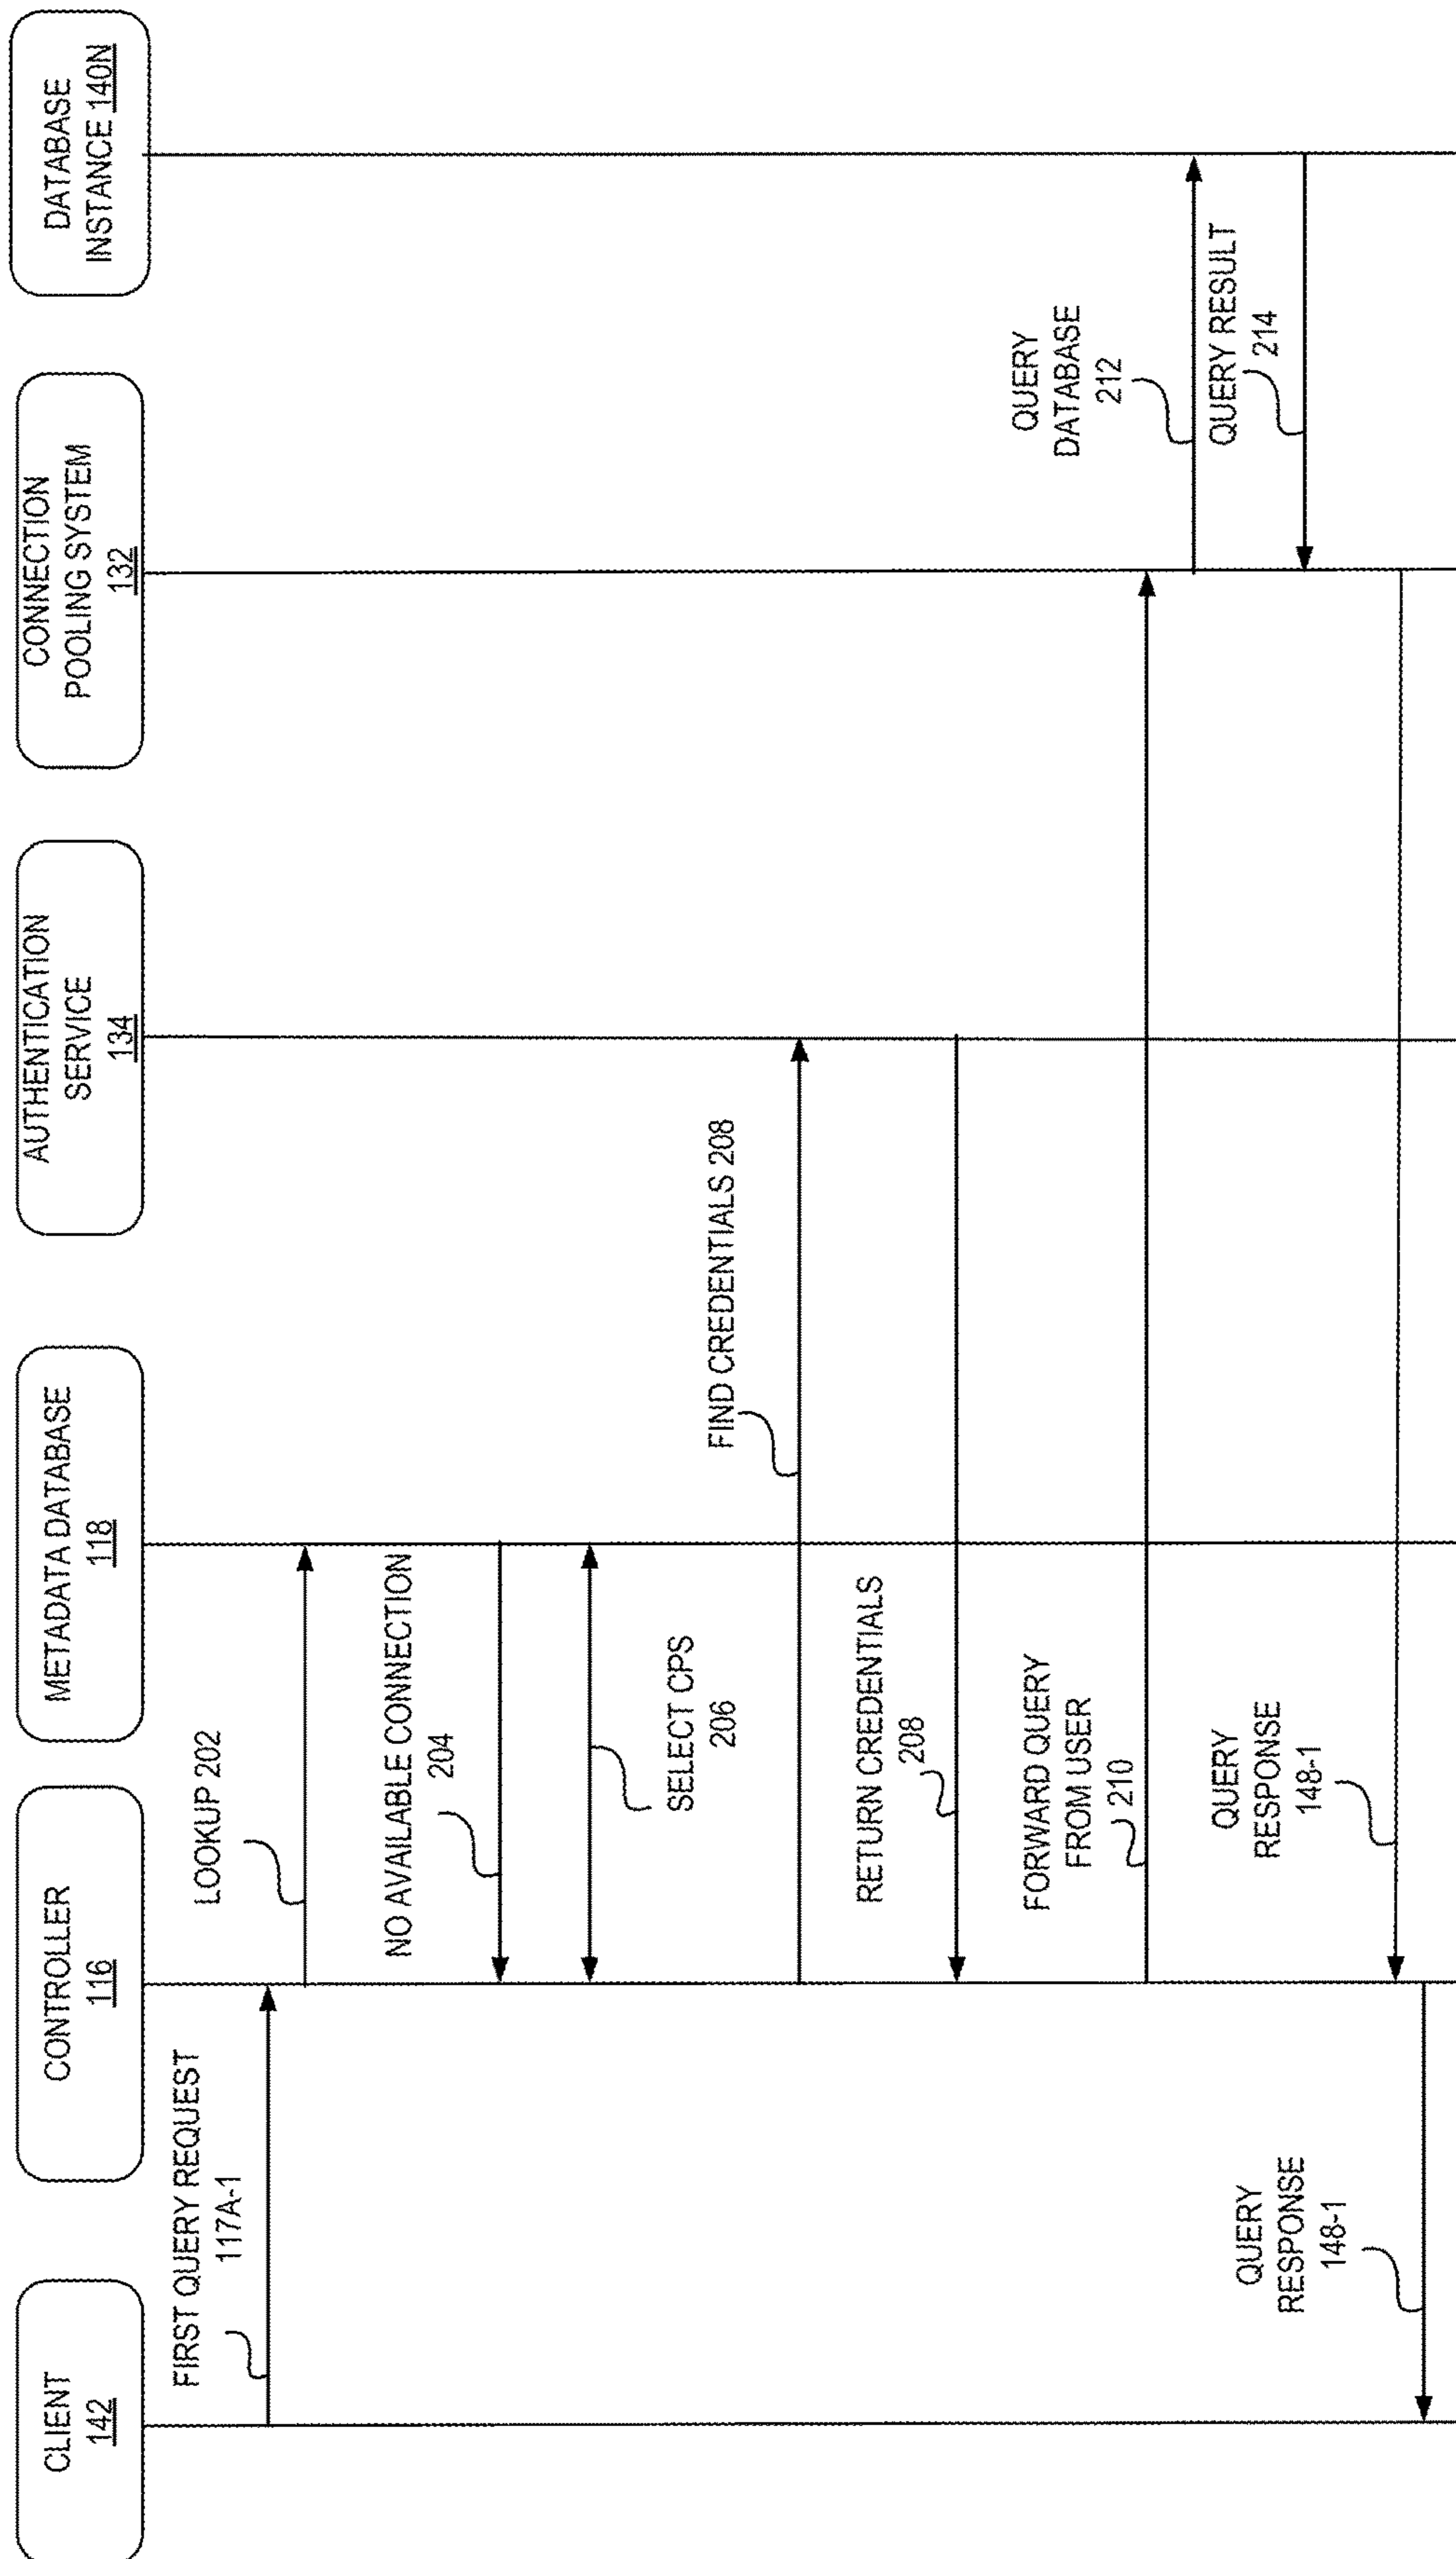 CLIENT
142
CONTROLLER
116
METADATA DATABASE
118
AUTHENTICATION
SERVICE
134
CONNECTION
POOLING SYSTEM
132
DATABASE
INSTANCE 140N
FIRST QUERY REQUEST
117A-1
LOOKUP 202
NO AVAILABLE CONNECTION
204
SELECT CPS
206
FIND CREDENTIALS 208
RETURN CREDENTIALS
208
FORWARD QUERY
FROM USER
210
QUERY
DATABASE
212
QUERY RESULT
214
QUERY
RESPONSE
148-1
QUERY
RESPONSE
148-1